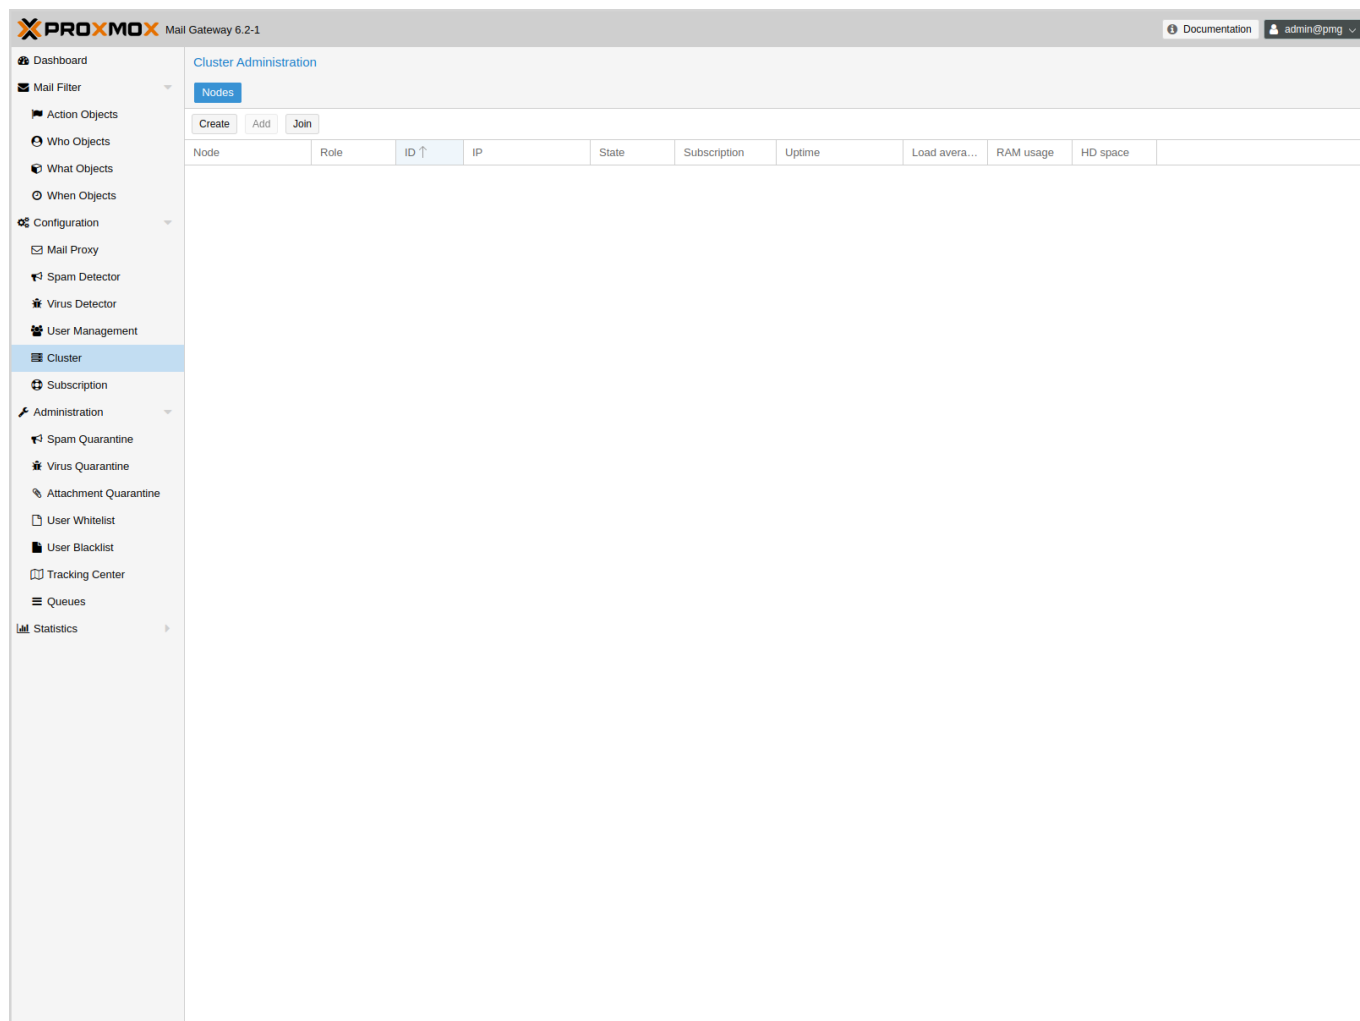 PROXMOX Mail Gateway 6.2-1
Documentation
admin@pmg
Dashboard
Mail Filter
Action Objects
Who Objects
What Objects
When Objects
Configuration
Mail Proxy
Spam Detector
Virus Detector
User Management
Cluster
Subscription
Administration
Spam Quarantine
Virus Quarantine
Attachment Quarantine
User Whitelist
User Blacklist
Tracking Center
Queues
Statistics
Cluster Administration
Nodes
Create Add Join
Node Role ID IP State Subscription Uptime Load avera... RAM usage HD space